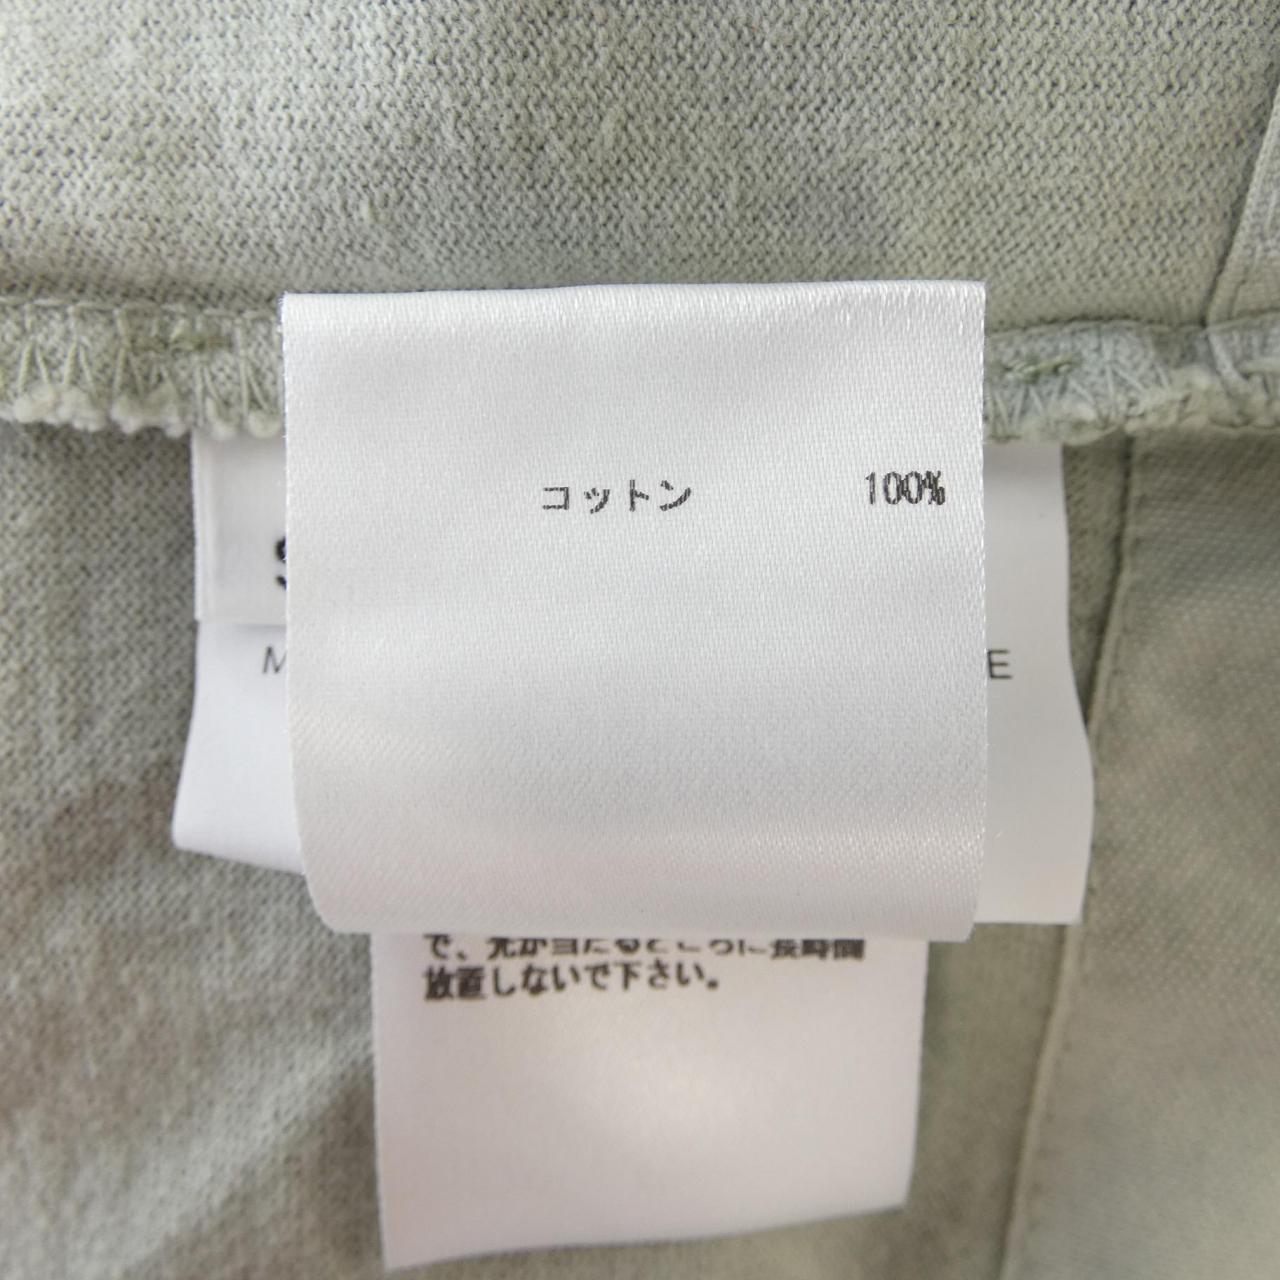 コットン 100%
M
E
で、光が当たるところに長時間
放置しないで下さい。